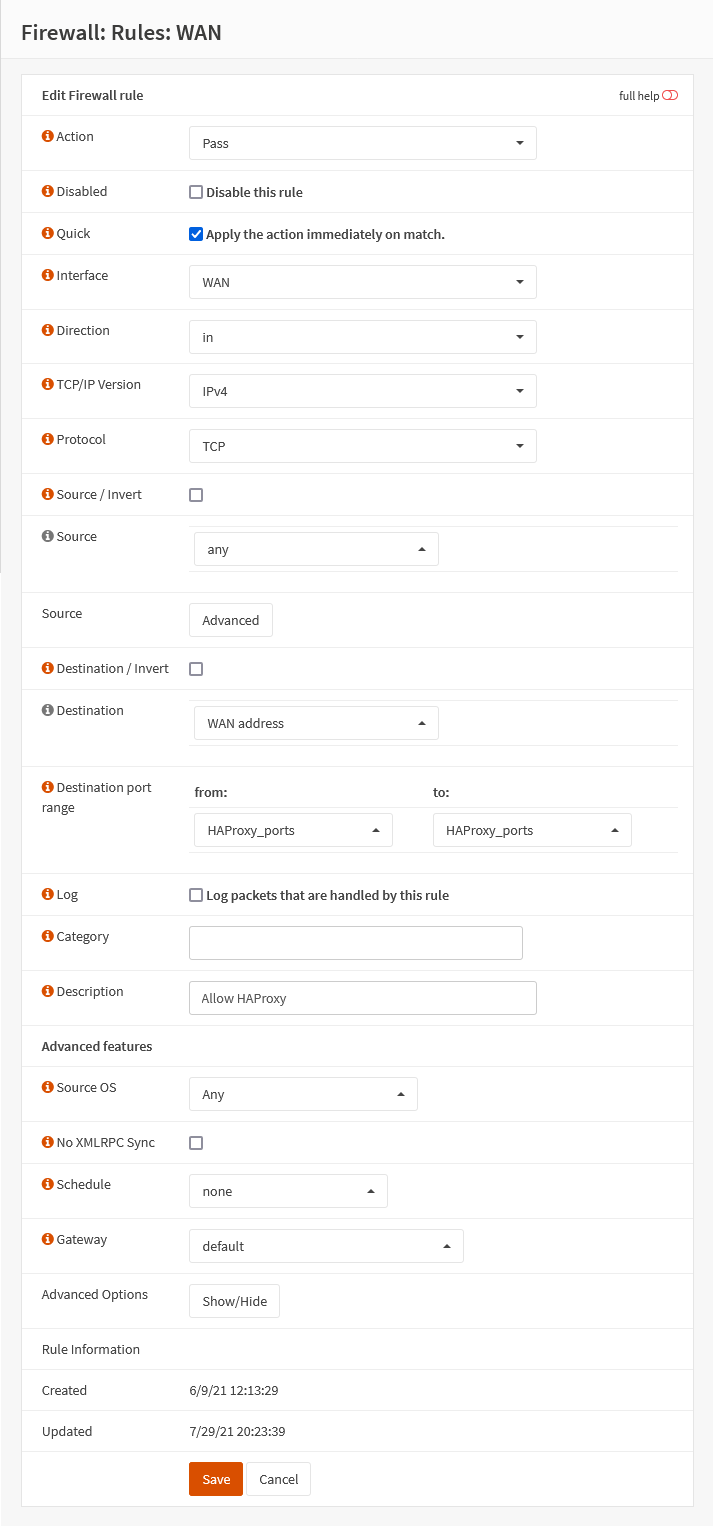 Firewall: Rules: WAN
Edit Firewall rule
full help
Action
Pass
Disabled
Disable this rule
Quick
Apply the action immediately on match.
Interface
WAN
Direction
in
TCP/IP Version
IPv4
Protocol
TCP
Source / Invert
Source
any
Source
Advanced
Destination / Invert
Destination
WAN address
Destination port
range
from:
to:
HAProxy_ports
HAProxy_ports
Log
Log packets that are handled by this rule
Category
Description
Allow HAProxy
Advanced features
Source OS
Any
No XMLRPC Sync
Schedule
none
Gateway
default
Advanced Options
Show/Hide
Rule Information
Created
6/9/21 12:13:29
Updated
7/29/21 20:23:39
Save
Cancel